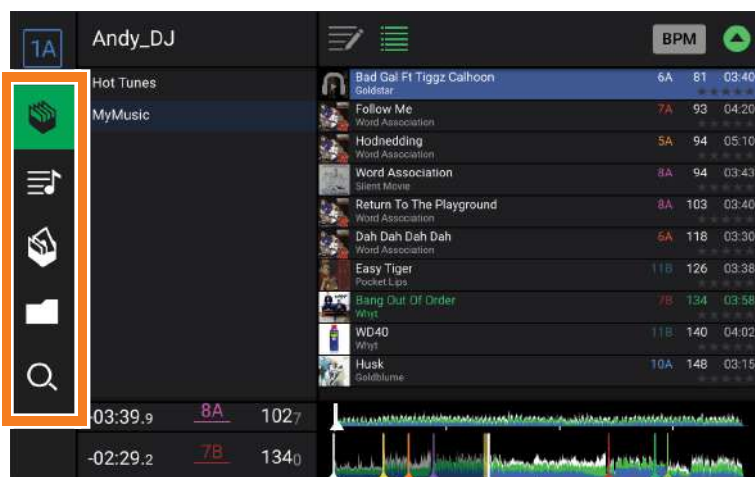 1A
Andy_DJ
BPM
Hot Tunes
MyMusic
Bad Gal Ft Tiggz Calhoon 6A 81 03:40
Goldstar
Follow Me 7A 93 04:20
Word Association
Hodnedding 5A 94 05:10
Word Association
Word Association 8A 94 03:43
Silent Movie
Return To The Playground 8A 103 03:40
Word Association
Dah Dah Dah Dah 6A 118 03:30
Word Association
Easy Tiger 11B 126 03:38
Pocket Lips
Bang Out Of Order 7B 134 03:58
Whyt
WD40 11B 140 04:02
Whyt
Husk 10A 148 03:15
Goldblume
-03:39.9 8A 1027
-02:29.2 7B 1340